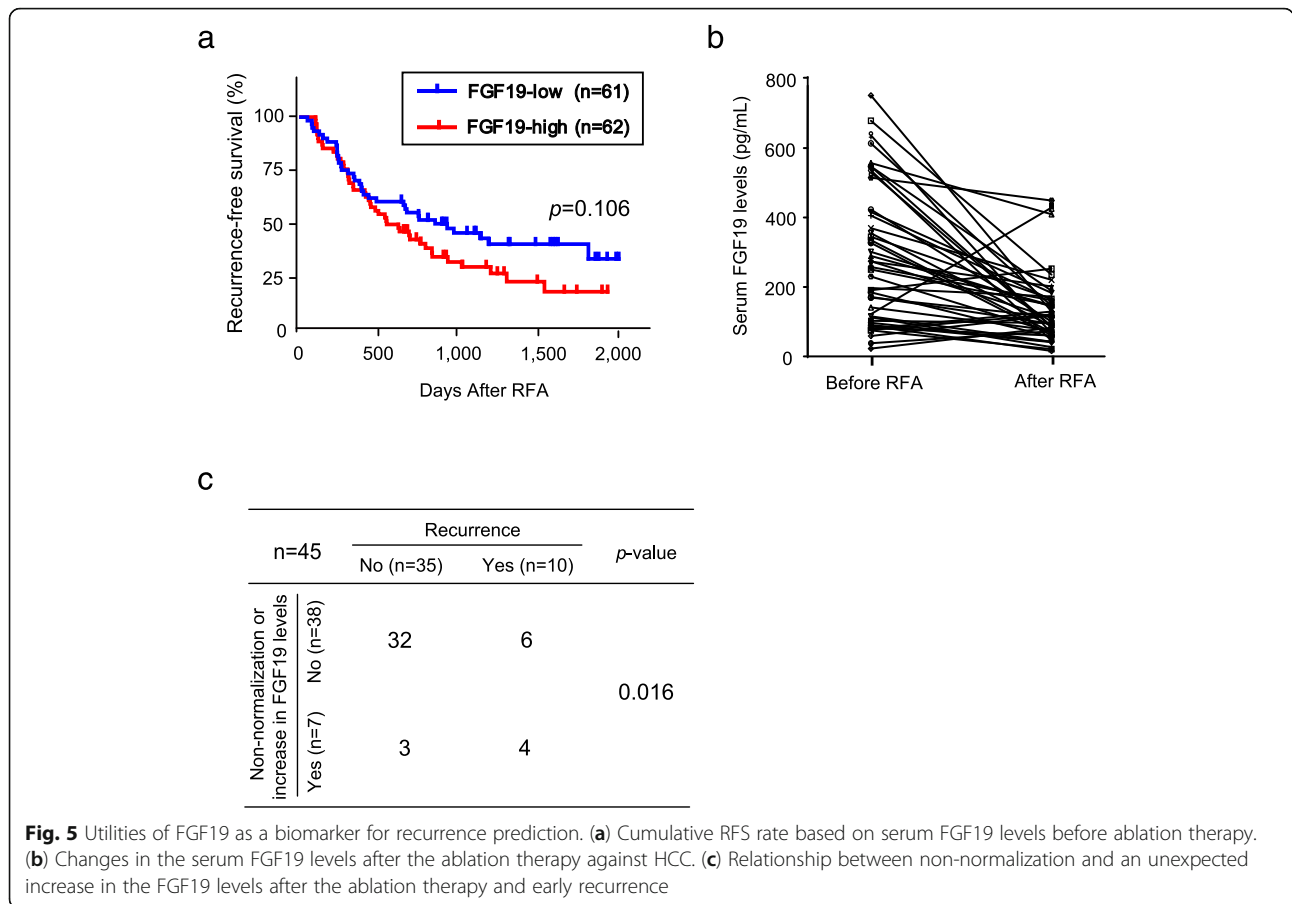 a
Recurrence-free survival (%)
100
75
50
25
0
FGF19-low (n=61)
FGF19-high (n=62)
p=0.106
0 500 1,000 1,500 2,000
Days After RFA
b
Serum FGF19 levels (pg/mL)
800
600
400
200
0
Before RFA After RFA
c
n=45
Recurrence
No (n=35) Yes (n=10)
p-value
Non-normalization or
increase in FGF19 levels
No (n=38)
32 6
0.016
Yes (n=7)
3 4
Fig. 5 Utilities of FGF19 as a biomarker for recurrence prediction. (a) Cumulative RFS rate based on serum FGF19 levels before ablation therapy.
(b) Changes in the serum FGF19 levels after the ablation therapy against HCC. (c) Relationship between non-normalization and an unexpected
increase in the FGF19 levels after the ablation therapy and early recurrence